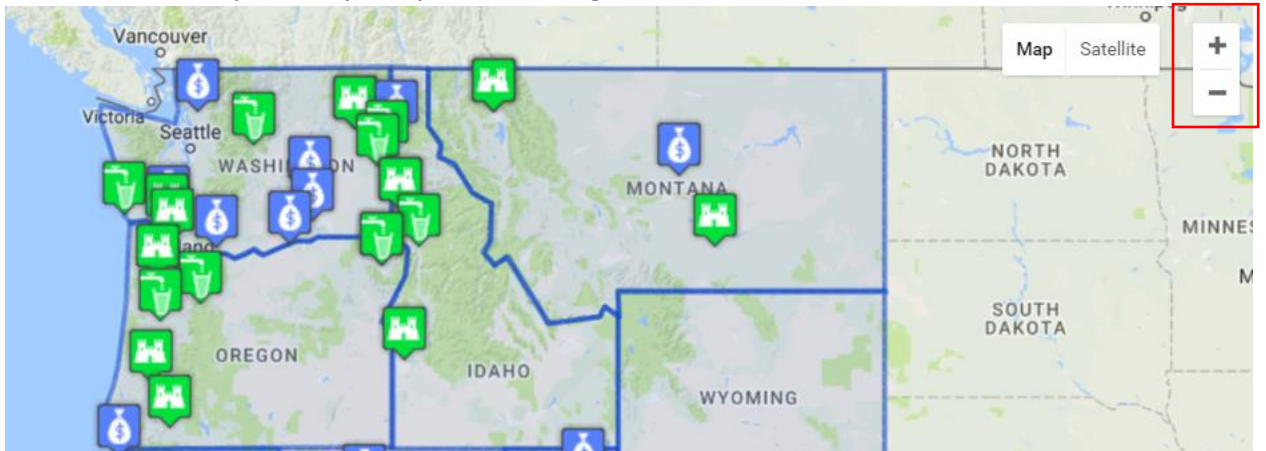 Vancouver
Map
Satellite
+
−
Victoria
Seattle
WASHINGTON
NORTH
DAKOTA
MONTANA
MINNES
M
SOUTH
DAKOTA
OREGON
IDAHO
WYOMING